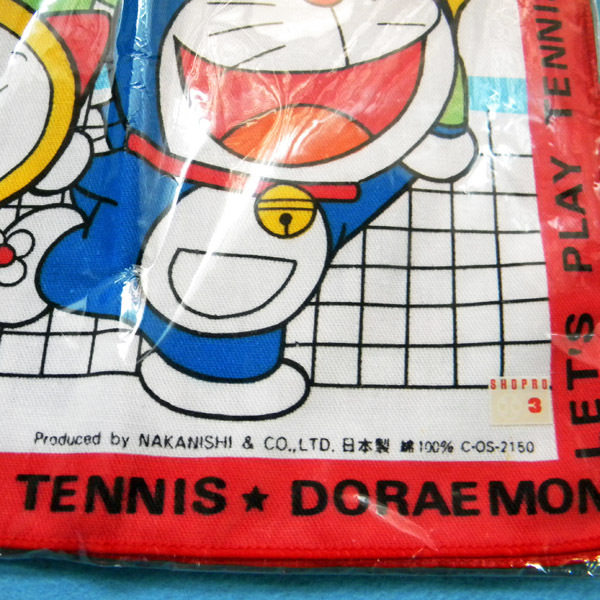 LET'S PLAY TENNIS
SHOPRO
3
Produced by NAKANISHI & CO.,LTD. 日本製 綿100% C-OS-2150
TENNIS ★ DORAEMON